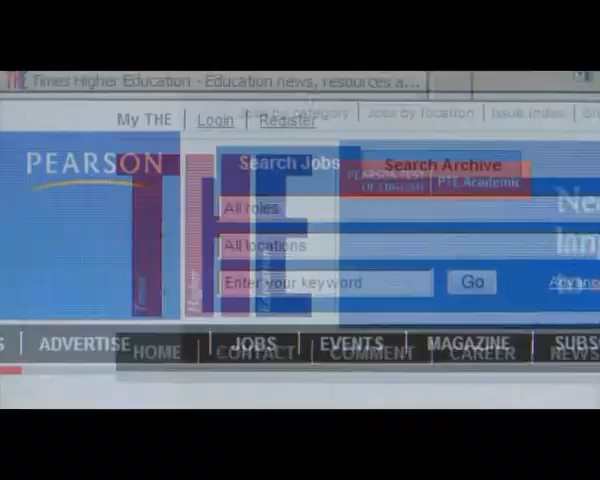 Times Higher Education - Education news, resources a...
Jobs by category | Jobs by location | Issue Index
My THE | Login | Register
PEARSON
THE
Search Jobs
Search Archive
PEARSON TEST OF ENGLISH
PTE Academic
All roles
All locations
Enter your keyword
Go
ADVERTISE | JOBS | EVENTS | MAGAZINE
HOME | CONTACT | COMMENT | CAREER | NEWS